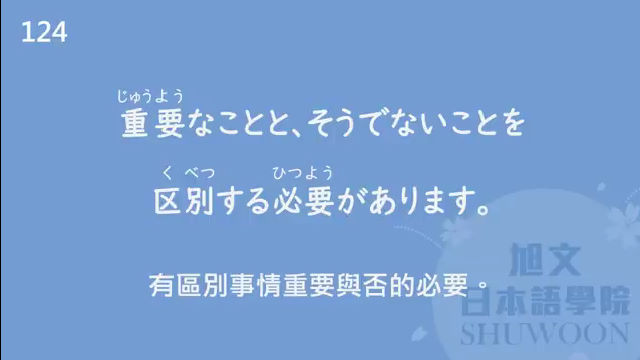 124
じゅうよう
重要なことと、そうでないことを
くべつ ひつよう
区別する必要があります。
有區別事情重要與否的必要。
旭文
日本語學院
SHUWOON